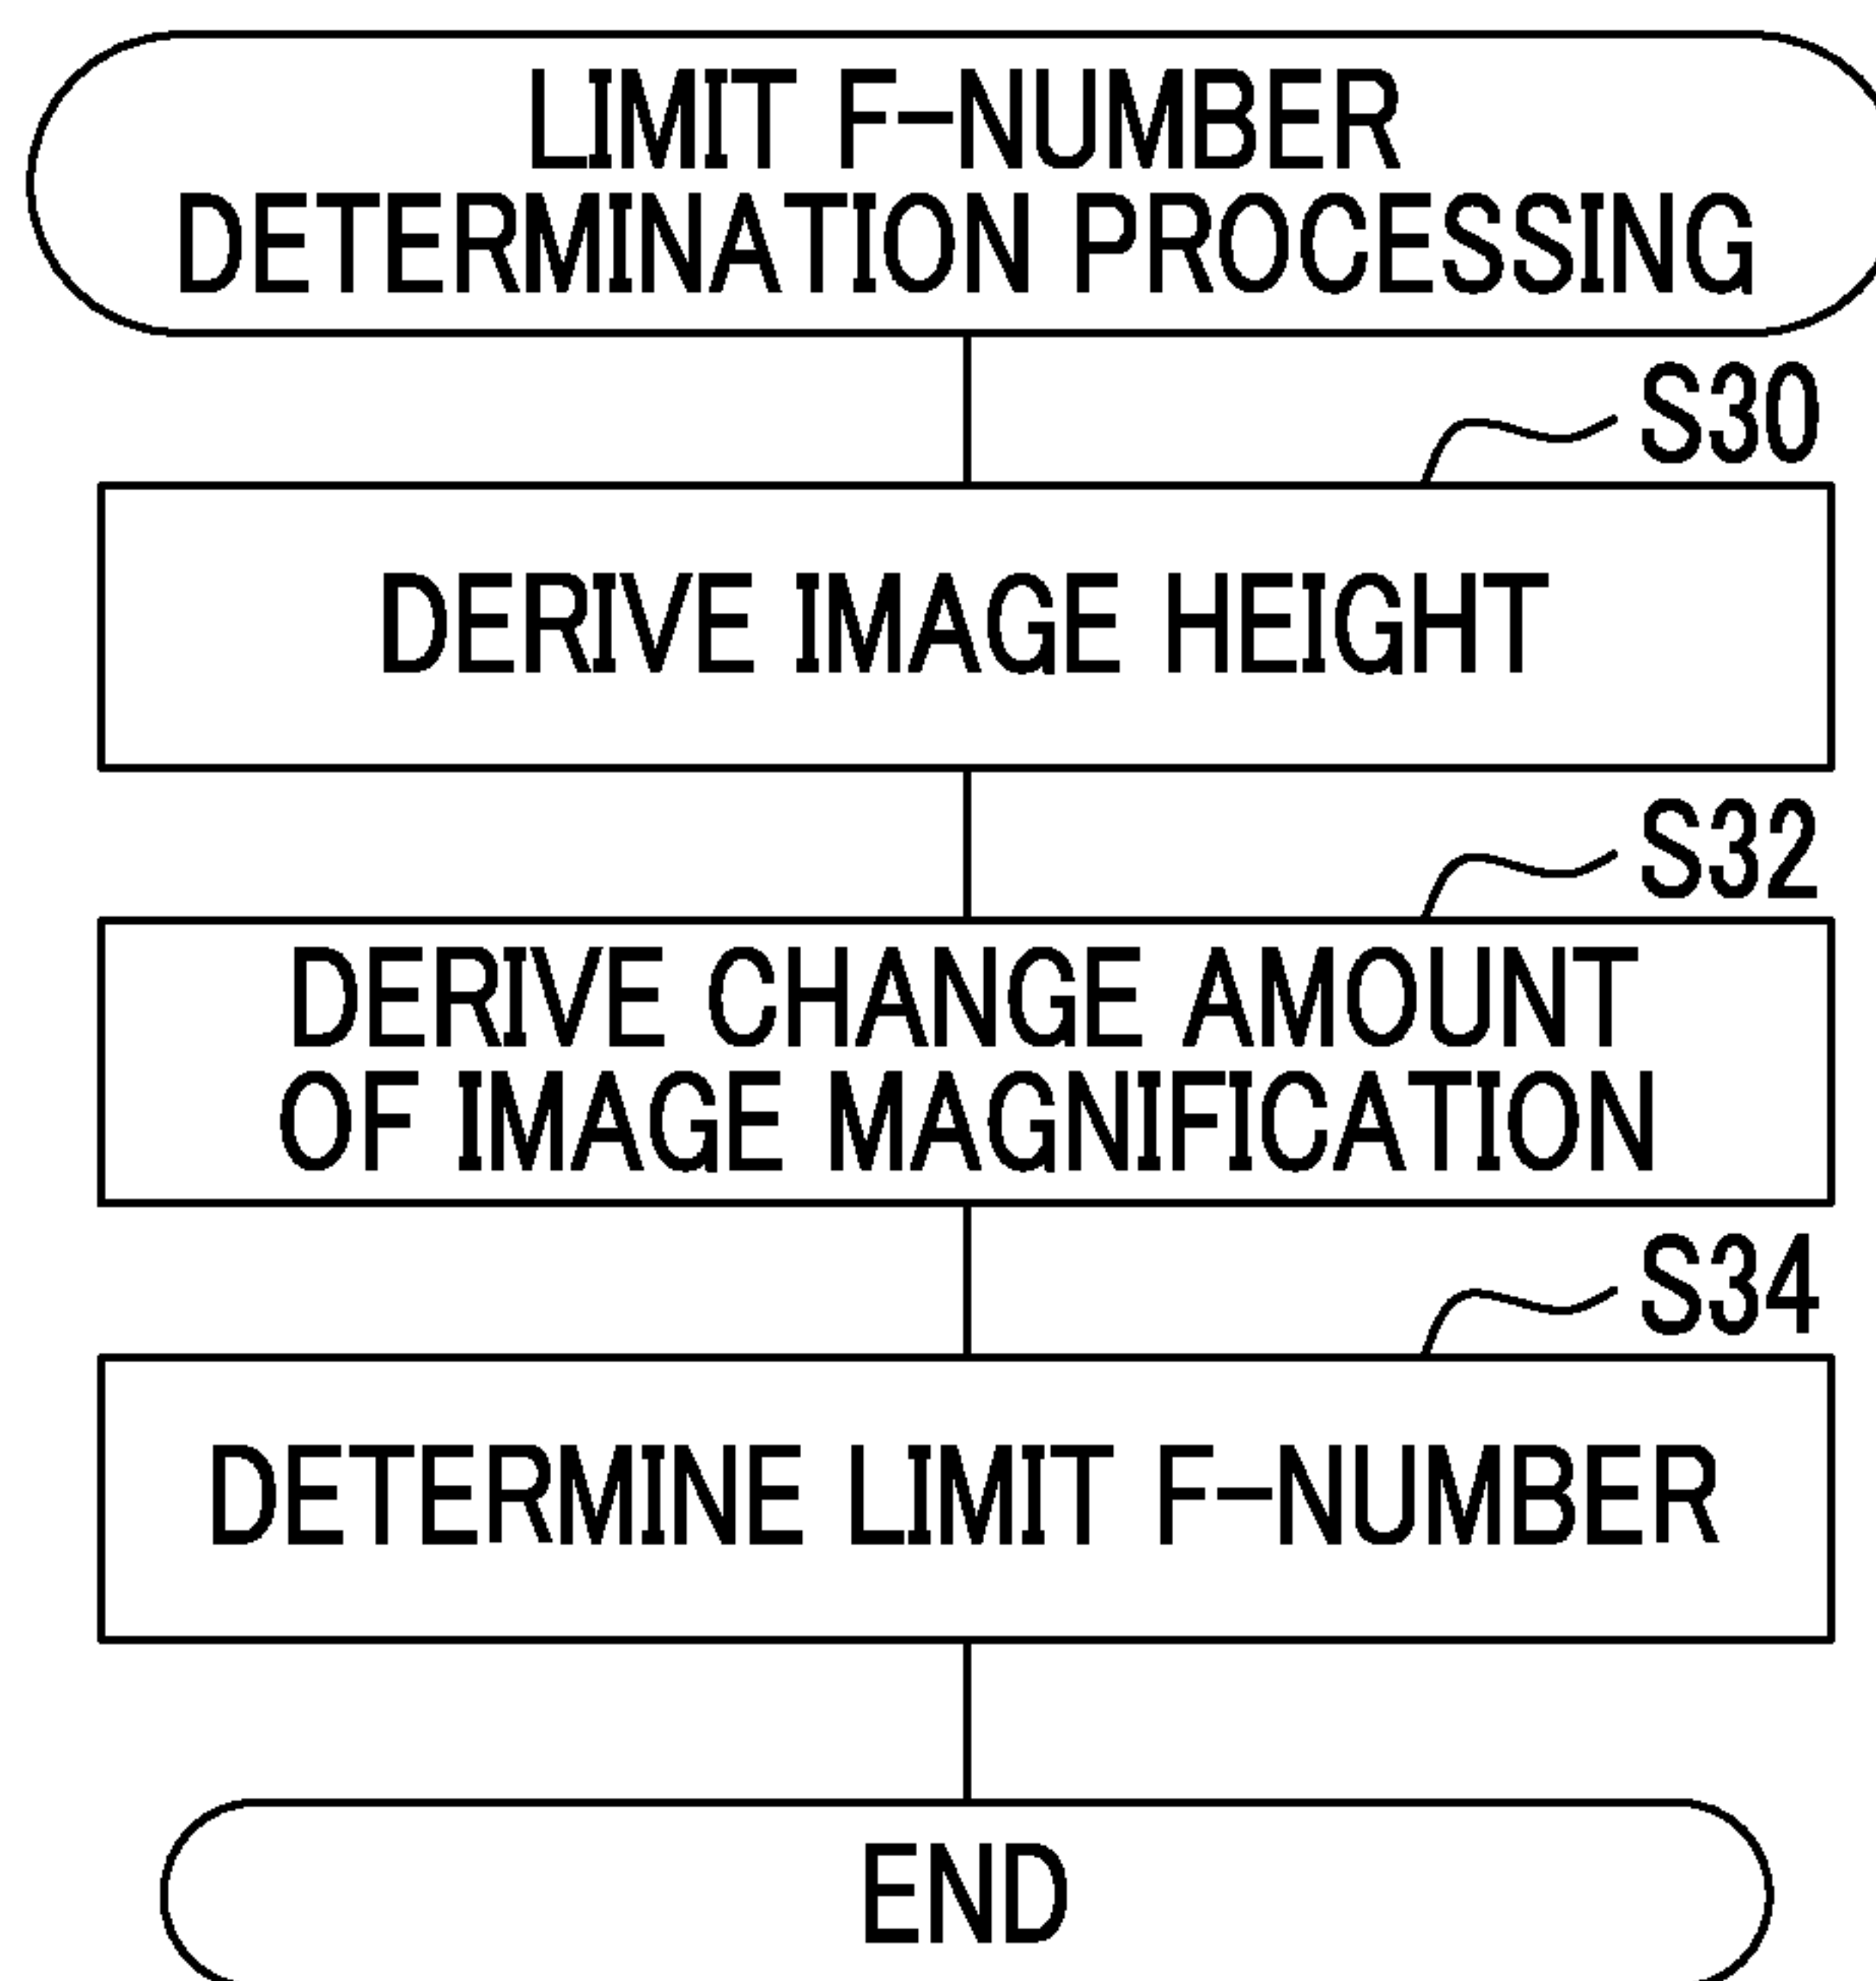 LIMIT F-NUMBER
DETERMINATION PROCESSING
S30
DERIVE IMAGE HEIGHT
S32
DERIVE CHANGE AMOUNT
OF IMAGE MAGNIFICATION
S34
DETERMINE LIMIT F-NUMBER
END